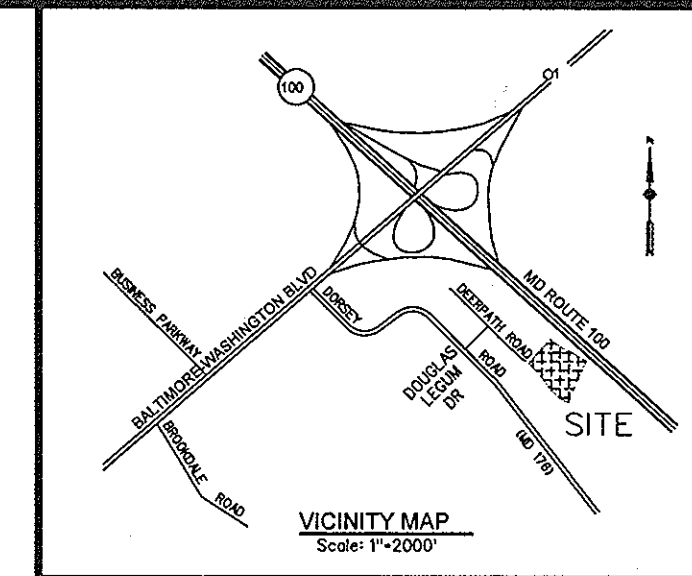 100
BUSINESS PARKWAY
BALTIMORE-WASHINGTON BLVD
DORSEY
ROAD
(MD 176)
MD ROUTE 100
DEERPATH ROAD
DOUGLAS
LEGUM
DR
SITE
BROOKDALE
ROAD
VICINITY MAP
Scale: 1"=2000'